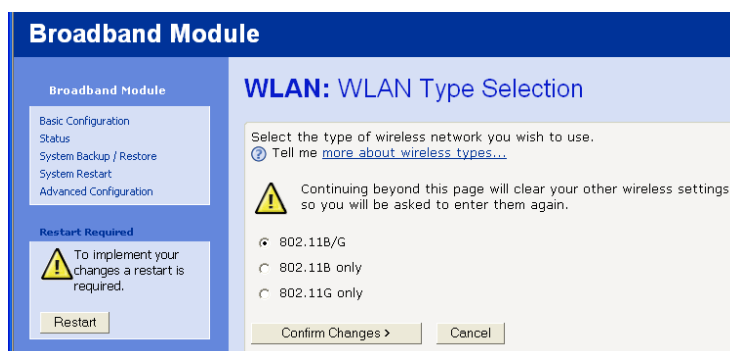 Broadband Module
Broadband Module
Basic Configuration
Status
System Backup / Restore
System Restart
Advanced Configuration
Restart Required
To implement your
changes a restart is
required.
Restart
WLAN: WLAN Type Selection
Select the type of wireless network you wish to use.
? Tell me more about wireless types...
Continuing beyond this page will clear your other wireless settings
so you will be asked to enter them again.
802.11B/G
802.11B only
802.11G only
Confirm Changes >
Cancel